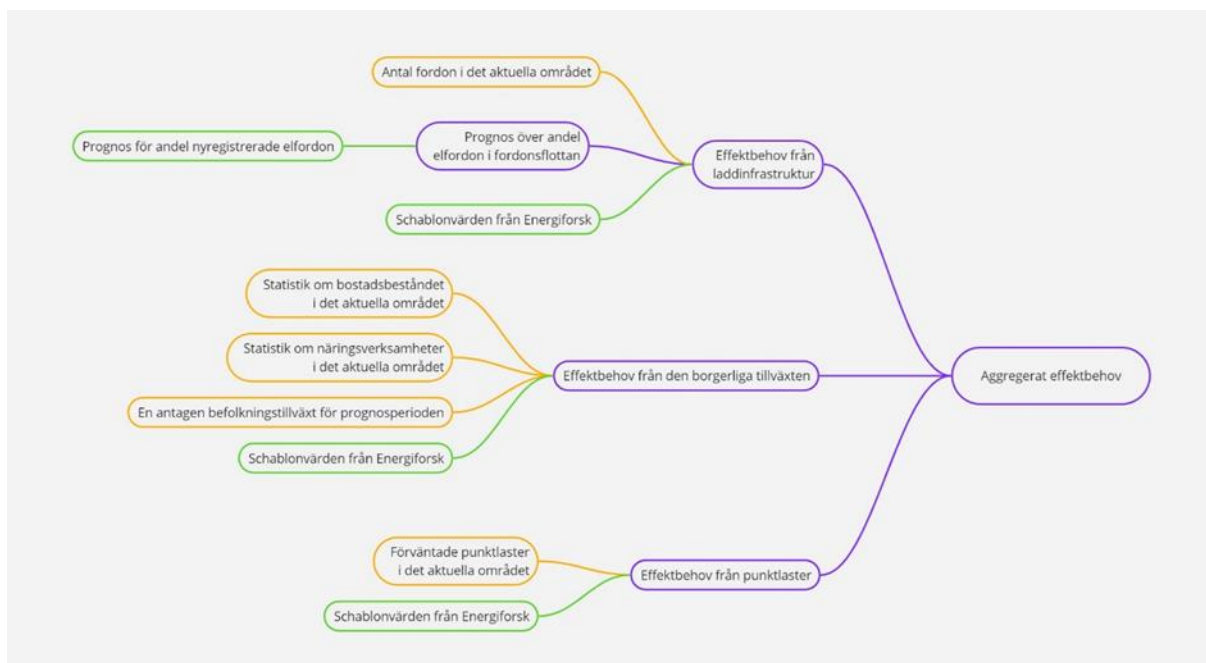 Antal fordon i det aktuella området
Prognos för andel nyregistrerade elfordon
Prognos över andel
elfordon i fordonsflottan
Effektbehov från
laddinfrastruktur
Schablonvärden från Energiforsk
Statistik om bostadsbeståndet
i det aktuella området
Statistik om näringsverksamheter
i det aktuella området
Effektbehov från den borgerliga tillväxten
Aggregerat effektbehov
En antagen befolkningstillväxt för prognosperioden
Schablonvärden från Energiforsk
Förväntade punktlaster
i det aktuella området
Effektbehov från punktlaster
Schablonvärden från Energiforsk